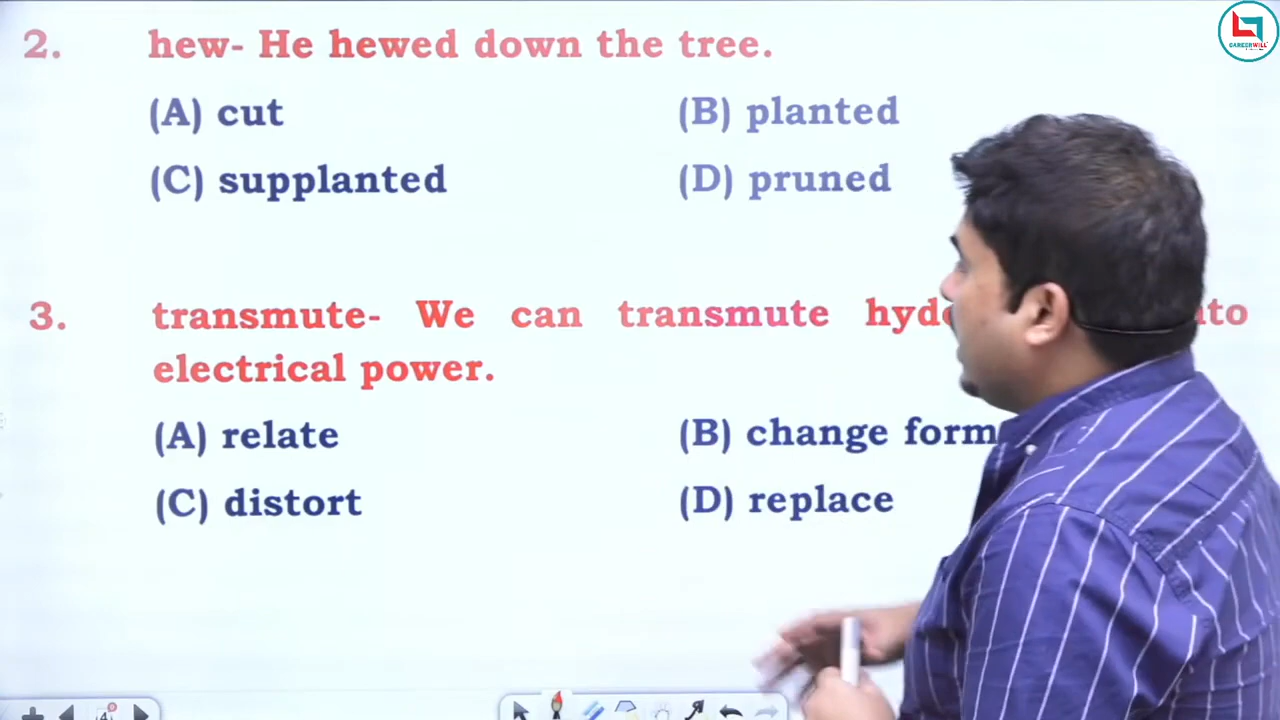 2. hew- He hewed down the tree.
(A) cut (B) planted
(C) supplanted (D) pruned
3. transmute- We can transmute
electrical power.
(A) relate (B) change form
(C) distort (D) replace
CAREERWILL